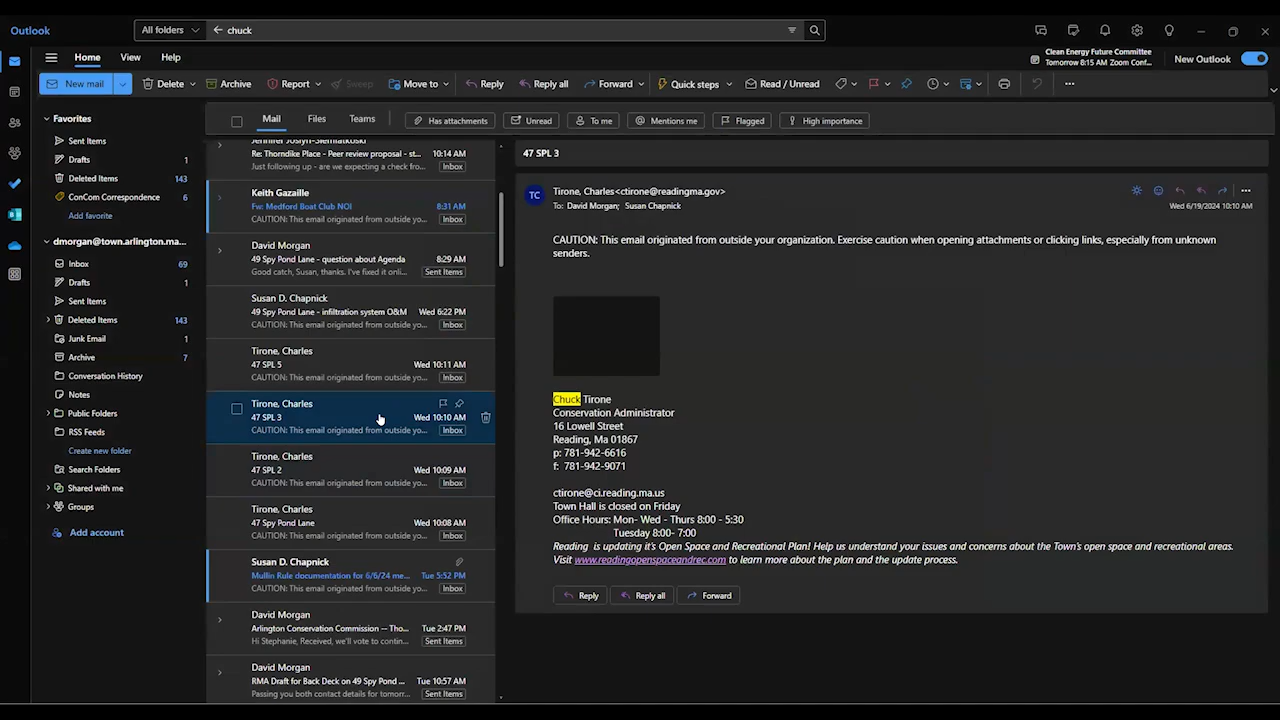 Outlook
All folders
chuck
Home
View
Help
Clean Energy Future Committee
Tomorrow 8:15 AM Zoom Conf...
New Outlook
New mail
Delete
Archive
Report
Sweep
Move to
Reply
Reply all
Forward
Quick steps
Read / Unread
Favorites
Sent Items
Drafts 1
Deleted Items 143
ConCom Correspondence 6
Add favorite
dmorgan@town.arlington.ma...
Inbox 69
Drafts 1
Sent Items
Deleted Items 143
Junk Email 1
Archive 7
Conversation History
Notes
Public Folders
RSS Feeds
Create new folder
Search Folders
Shared with me
Groups
Add account
Mail
Files
Teams
Has attachments
Unread
To me
Mentions me
Flagged
High importance
Re: Thorndike Place - Peer review proposal - st... 10:14 AM
Just following up - are we expecting a check fro... Inbox
Keith Gazaille
Fw: Medford Boat Club NOI 8:31 AM
CAUTION: This email originated from outside yo... Inbox
David Morgan
49 Spy Pond Lane - question about Agenda 8:29 AM
Good catch, Susan, thanks. I've fixed it onli... Sent Items
Susan D. Chapnick
49 Spy Pond Lane - infiltration system O&M Wed 6:22 PM
CAUTION: This email originated from outside yo... Inbox
Tirone, Charles
47 SPL 5 Wed 10:11 AM
CAUTION: This email originated from outside yo... Inbox
Tirone, Charles
47 SPL 3 Wed 10:10 AM
CAUTION: This email originated from outside yo... Inbox
Tirone, Charles
47 SPL 2 Wed 10:09 AM
CAUTION: This email originated from outside yo... Inbox
Tirone, Charles
47 Spy Pond Lane Wed 10:08 AM
CAUTION: This email originated from outside yo... Inbox
Susan D. Chapnick
Mullin Rule documentation for 6/6/24 me... Tue 5:52 PM
CAUTION: This email originated from outside yo... Inbox
David Morgan
Arlington Conservation Commission -- Tho... Tue 2:47 PM
Hi Stephanie, Received, we'll vote to contin... Sent Items
David Morgan
RMA Draft for Back Deck on 49 Spy Pond ... Tue 10:57 AM
Passing you both contact details for tomorr... Sent Items
47 SPL 3
TC
Tirone, Charles<ctirone@readingma.gov>
To: David Morgan; Susan Chapnick
Wed 6/19/2024 10:10 AM
CAUTION: This email originated from outside your organization. Exercise caution when opening attachments or clicking links, especially from unknown
senders.
Chuck Tirone
Conservation Administrator
16 Lowell Street
Reading, Ma 01867
p: 781-942-6616
f: 781-942-9071
ctirone@ci.reading.ma.us
Town Hall is closed on Friday
Office Hours: Mon- Wed - Thurs 8:00 - 5:30
Tuesday 8:00- 7:00
Reading is updating it's Open Space and Recreational Plan! Help us understand your issues and concerns about the Town's open space and recreational areas.
Visit www.readingopenspaceandrec.com to learn more about the plan and the update process.
Reply
Reply all
Forward